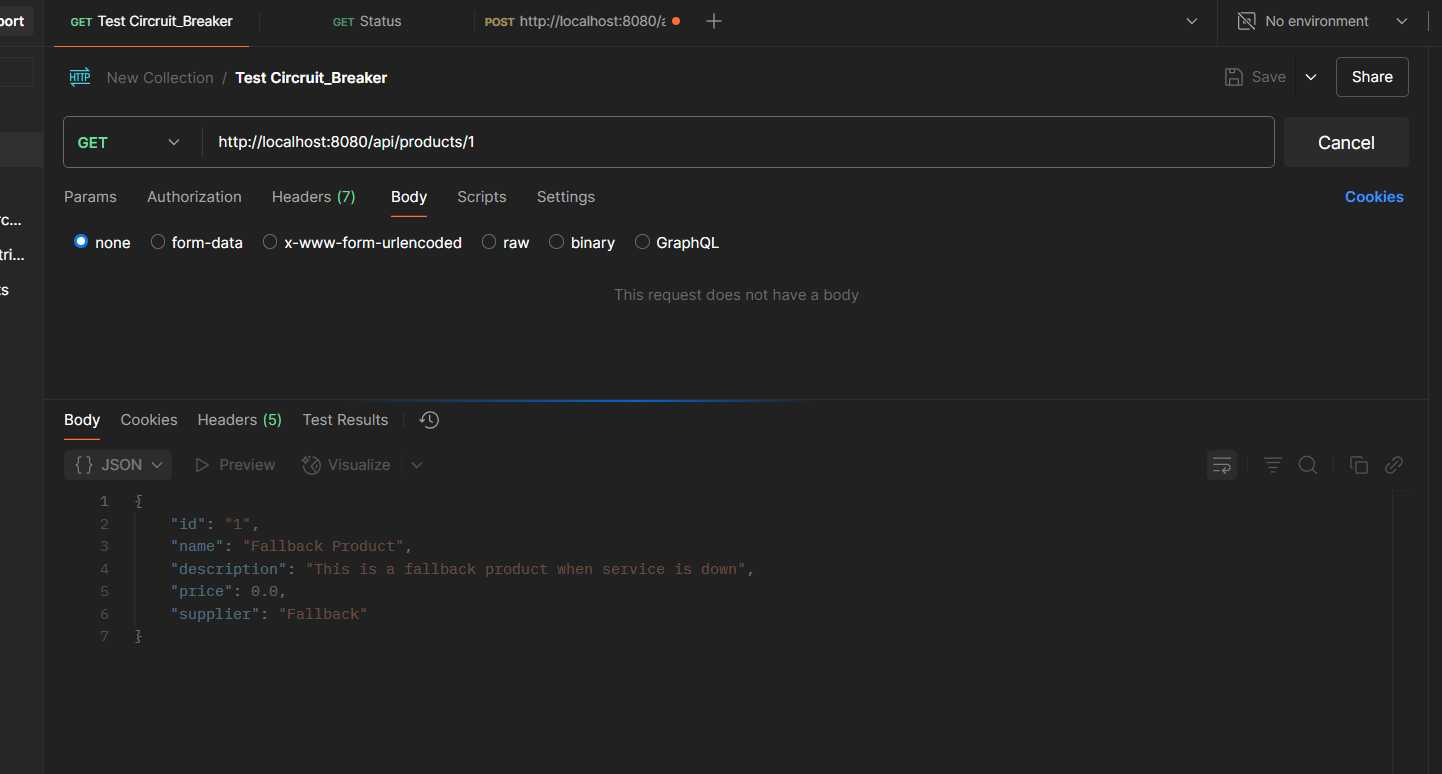 port
GET Test Circruit_Breaker
GET Status
POST http://localhost:8080/a
No environment
New Collection / Test Circruit_Breaker
Save
Share
GET
http://localhost:8080/api/products/1
Cancel
Params Authorization Headers (7) Body Scripts Settings Cookies
rc...
none form-data x-www-form-urlencoded raw binary GraphQL
tri...
ts
This request does not have a body
Body Cookies Headers (5) Test Results
{} JSON Preview Visualize
1 {
2 "id": "1",
3 "name": "Fallback Product",
4 "description": "This is a fallback product when service is down",
5 "price": 0.0,
6 "supplier": "Fallback"
7 }